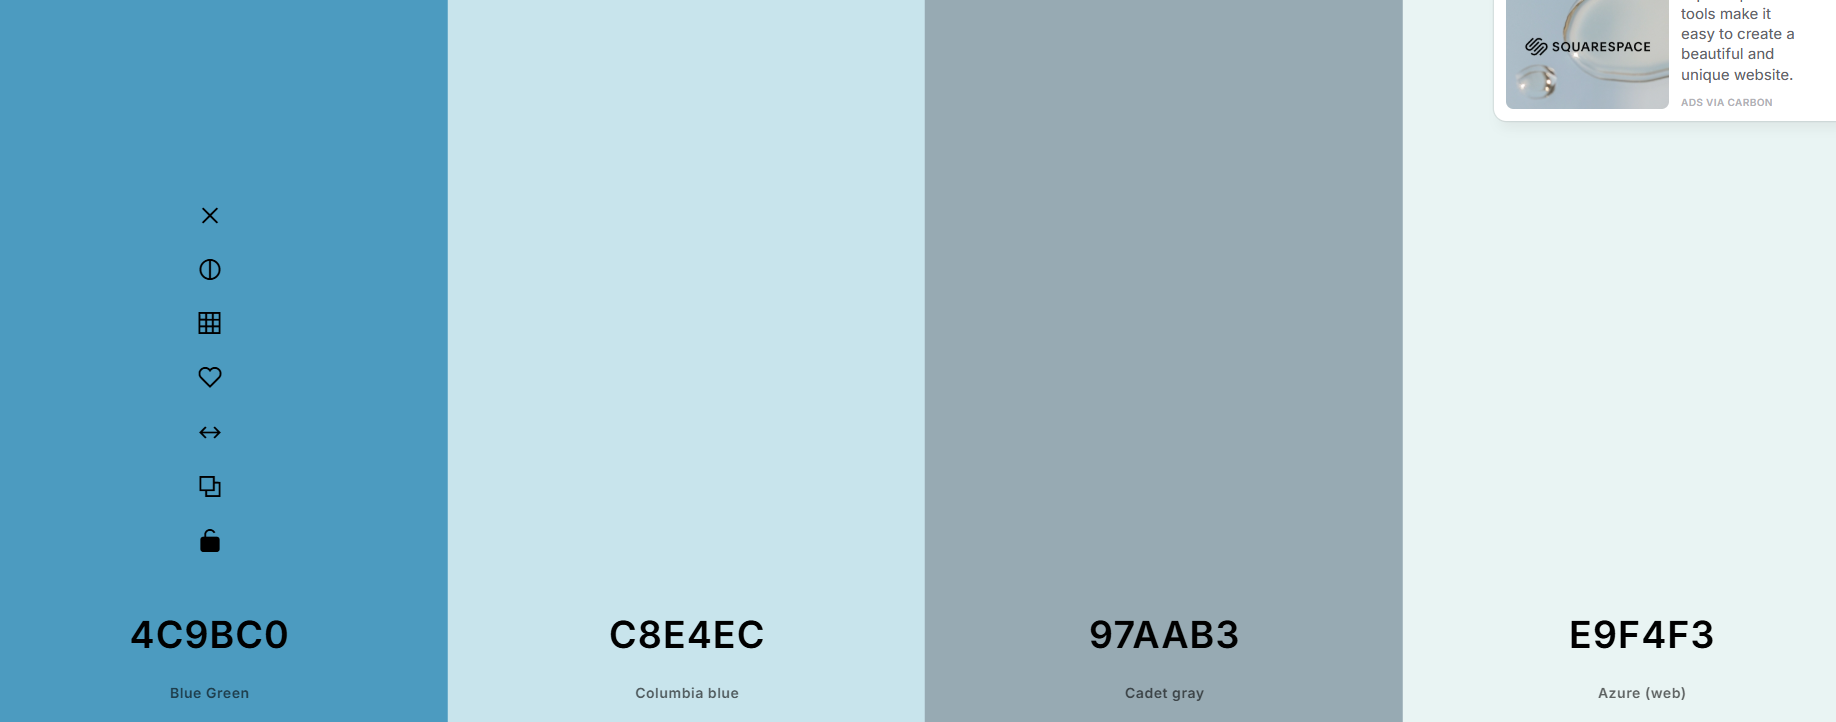 tools make it
easy to create a
beautiful and
unique website.
SQUARESPACE
ADS VIA CARBON
4C9BC0
C8E4EC
97AAB3
E9F4F3
Blue Green
Columbia blue
Cadet gray
Azure (web)